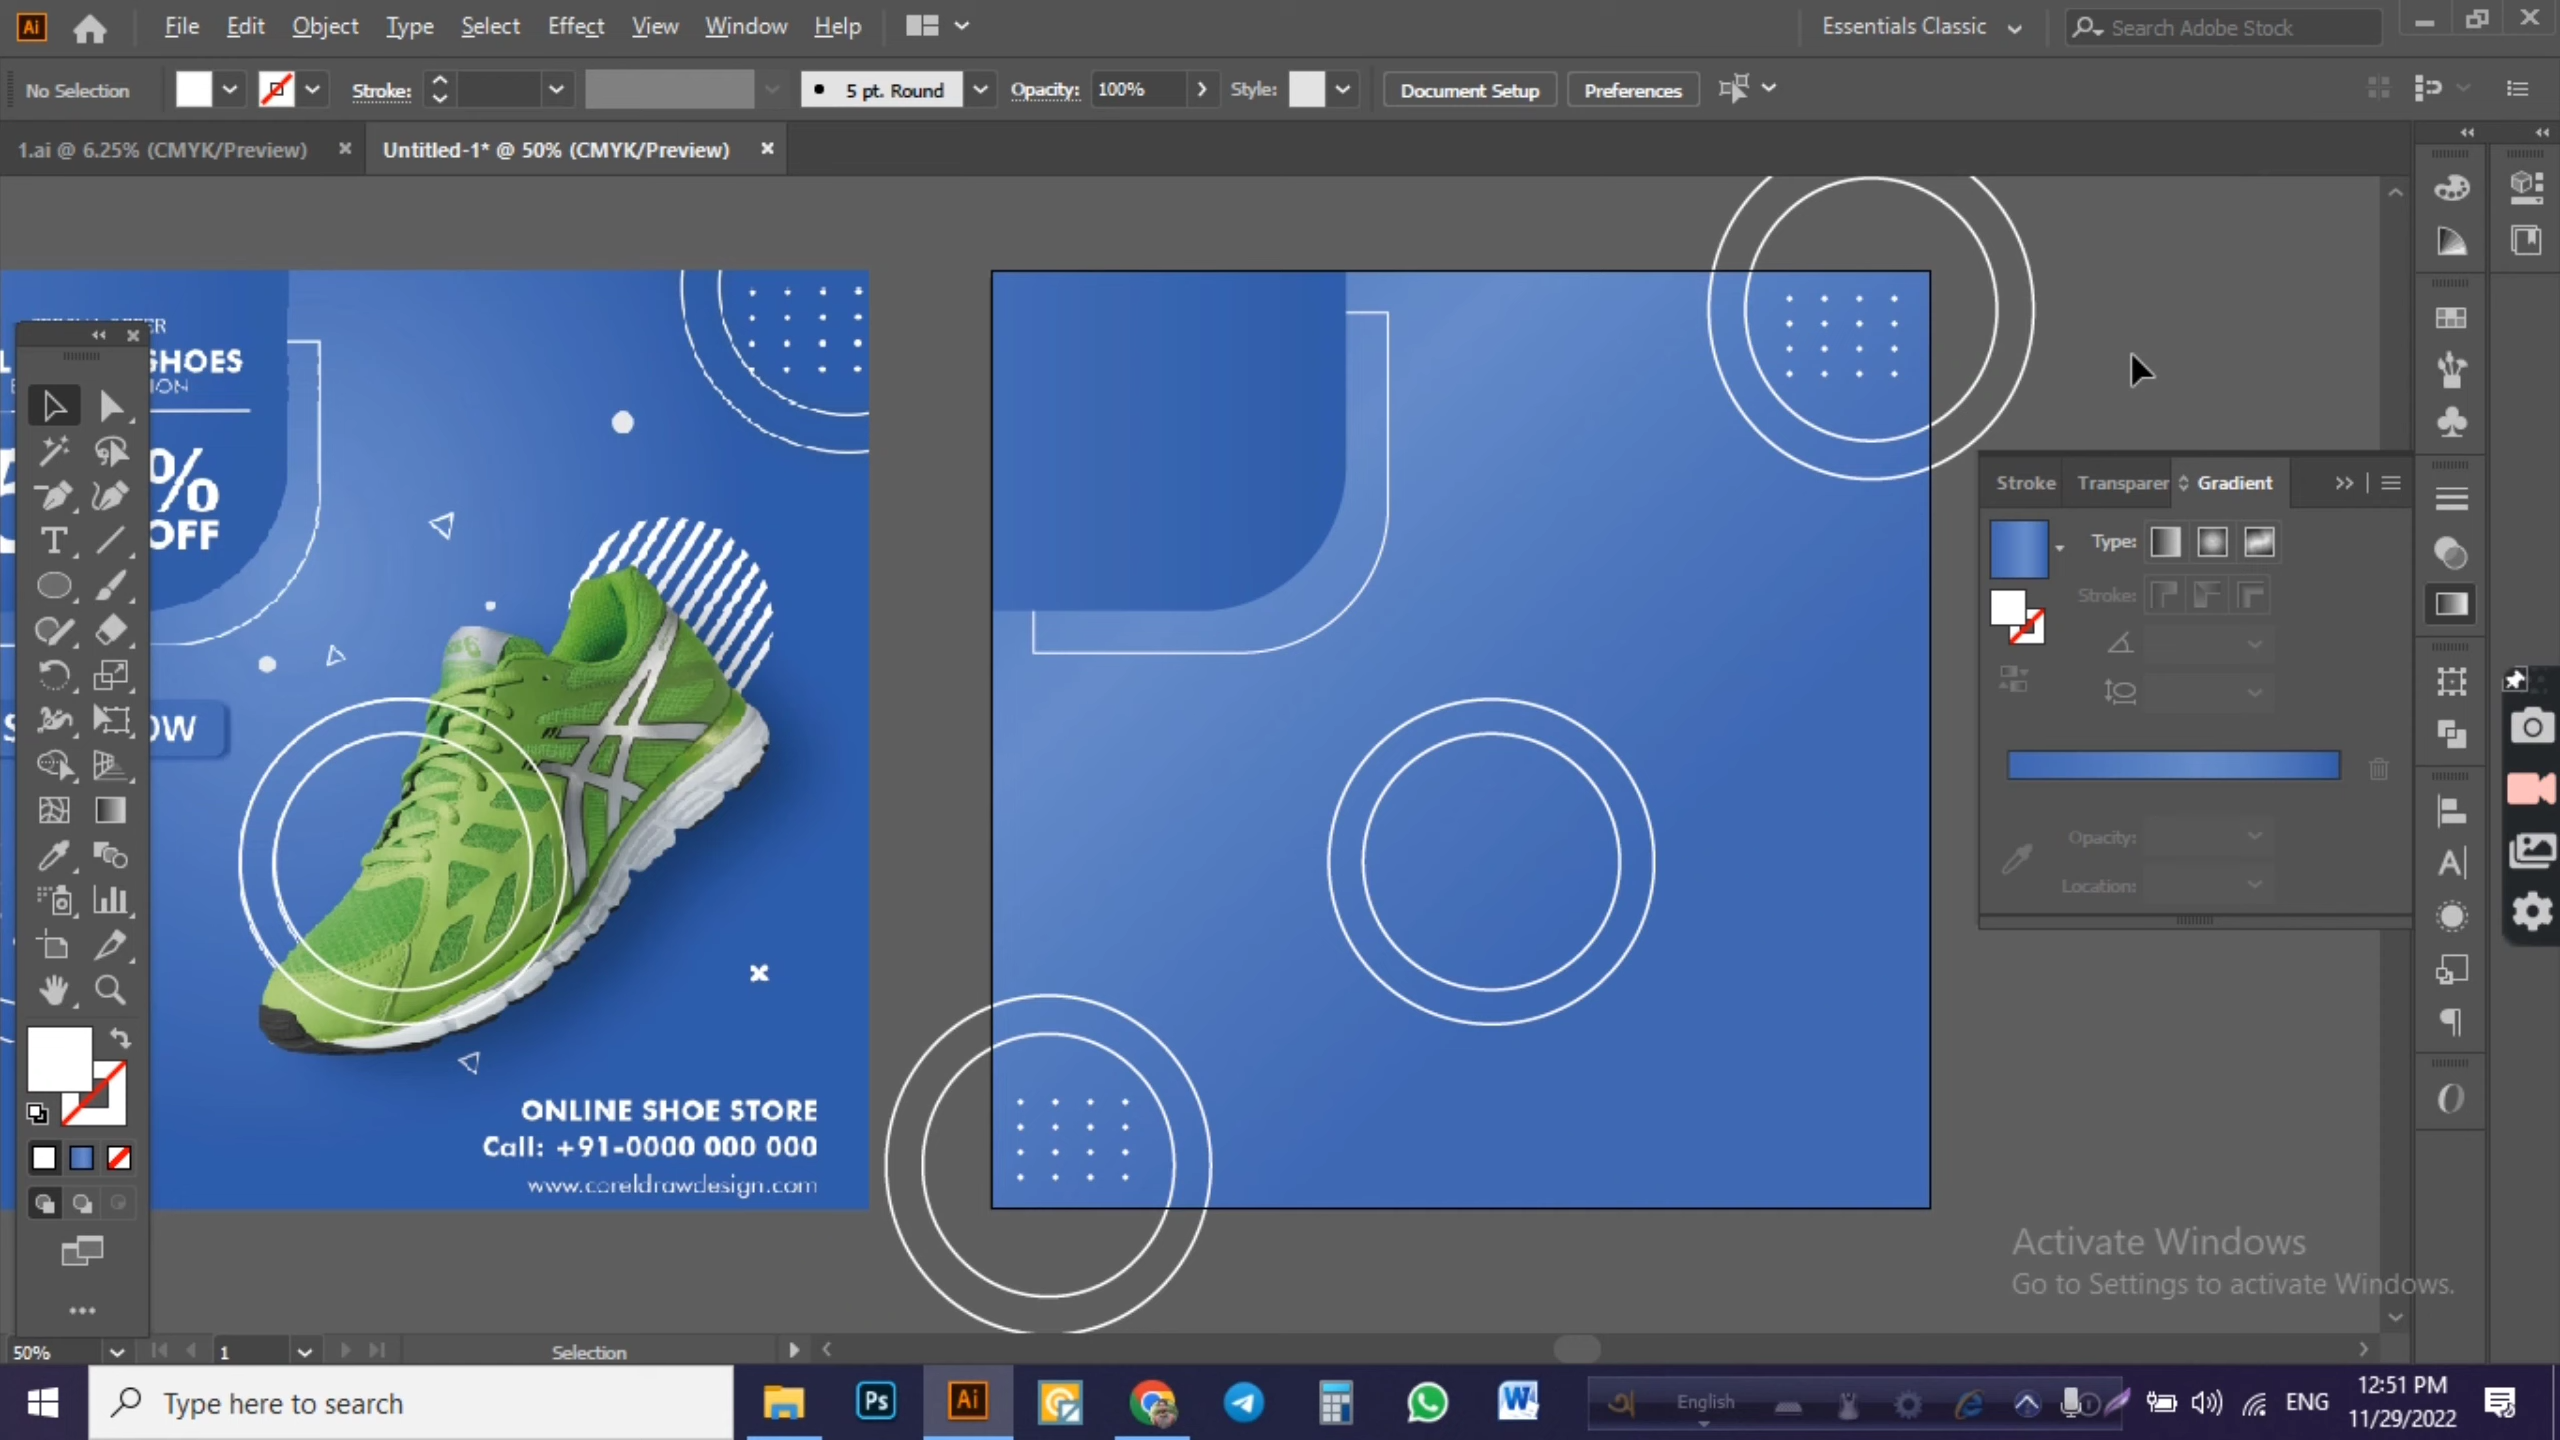 Ai File Edit Object Type Select Effect View Window Help Essentials Classic Search Adobe Stock
No Selection Stroke: 5 pt. Round Opacity: 100% Style: Document Setup Preferences
1.ai @ 6.25% (CMYK/Preview) × Untitled-1* @ 50% (CMYK/Preview) ×
SHOES
%
OFF
OW
ONLINE SHOE STORE
Call: +91-0000 000 000
www.coreldrawdesign.com
Stroke Transparer Gradient
Type:
Stroke:
Opacity:
Location:
Activate Windows
Go to Settings to activate Windows.
50% 1 Selection
Type here to search Ps Ai W English ENG 12:51 PM
11/29/2022